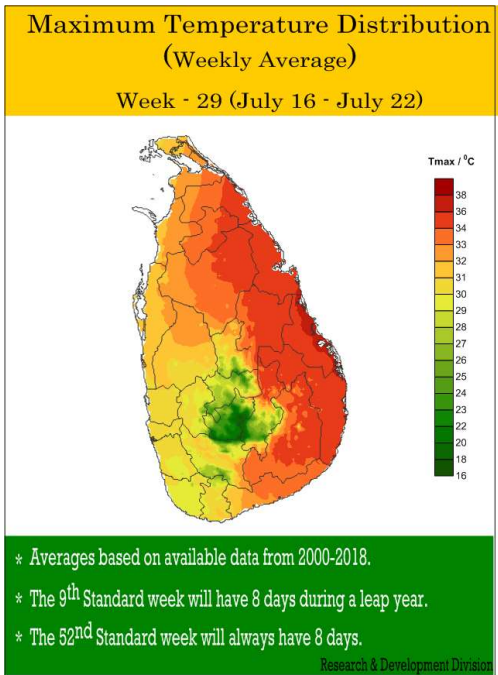 Maximum Temperature Distribution
(Weekly Average)
Week - 29 (July 16 - July 22)
Tmax / ⁰C
38
36
34
33
32
31
30
29
28
27
26
25
24
23
22
20
18
16
* Averages based on available data from 2000-2018.
* The 9th Standard week will have 8 days during a leap year.
* The 52nd Standard week will always have 8 days.
Research & Development Division